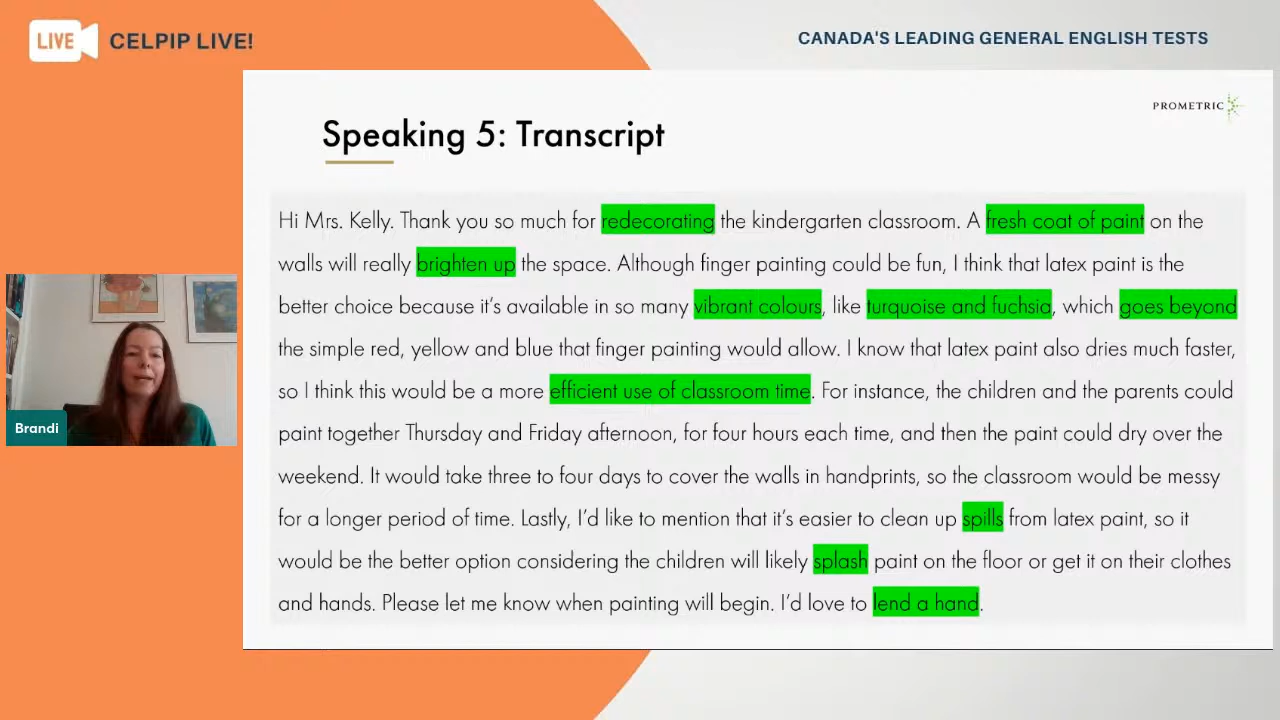 LIVE
CELPIP LIVE!
CANADA'S LEADING GENERAL ENGLISH TESTS
PROMETRIC
Speaking 5: Transcript
Hi Mrs. Kelly. Thank you so much for redecorating the kindergarten classroom. A fresh coat of paint on the
walls will really brighten up the space. Although finger painting could be fun, I think that latex paint is the
better choice because it's available in so many vibrant colours, like turquoise and fuchsia, which goes beyond
the simple red, yellow and blue that finger painting would allow. I know that latex paint also dries much faster,
so I think this would be a more efficient use of classroom time. For instance, the children and the parents could
paint together Thursday and Friday afternoon, for four hours each time, and then the paint could dry over the
weekend. It would take three to four days to cover the walls in handprints, so the classroom would be messy
for a longer period of time. Lastly, I'd like to mention that it's easier to clean up spills from latex paint, so it
would be the better option considering the children will likely splash paint on the floor or get it on their clothes
and hands. Please let me know when painting will begin. I'd love to lend a hand.
Brandi